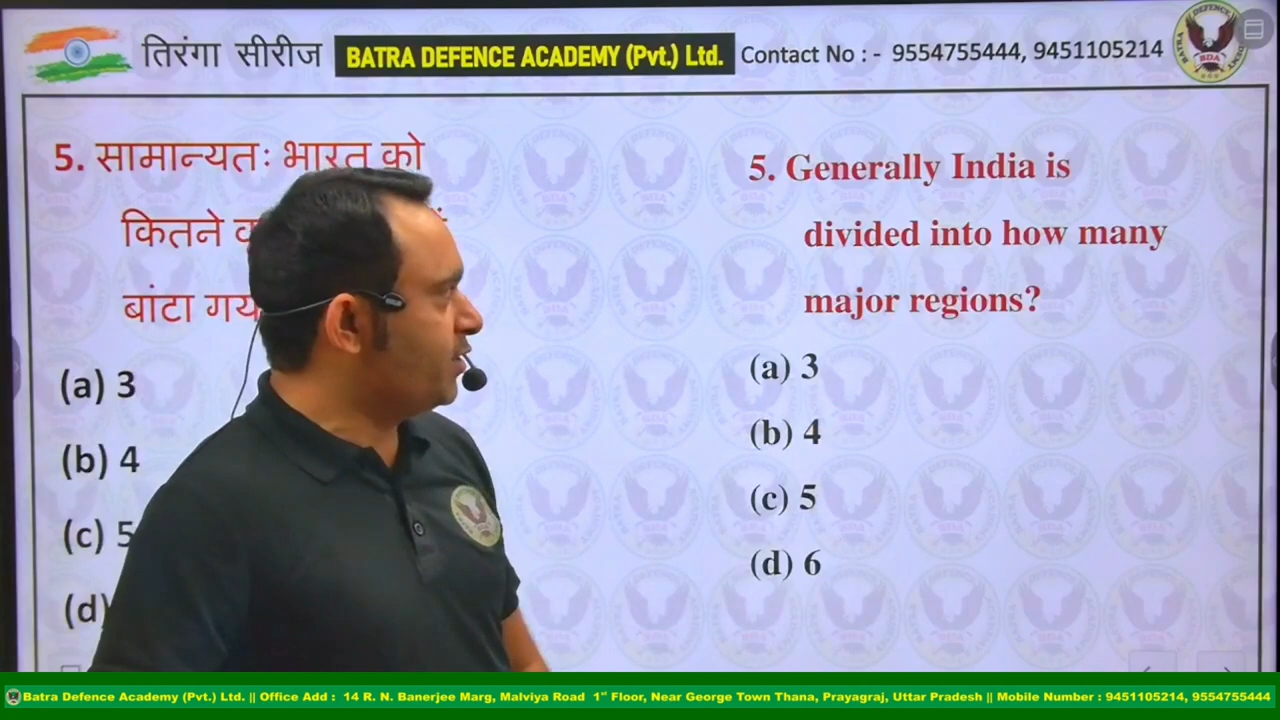 तिरंगा सीरीज BATRA DEFENCE ACADEMY (Pvt.) Ltd. Contact No : - 9554755444, 9451105214
5. सामान्यतः भारत को
कितने
बांटा
(a) 3
(b) 4
(c) 5
(d)
5. Generally India is
divided into how many
major regions?
(a) 3
(b) 4
(c) 5
(d) 6
Batra Defence Academy (Pvt.) Ltd. || Office Add : 14 R. N. Banerjee Marg, Malviya Road 1st Floor, Near George Town Thana, Prayagraj, Uttar Pradesh || Mobile Number : 9451105214, 9554755444